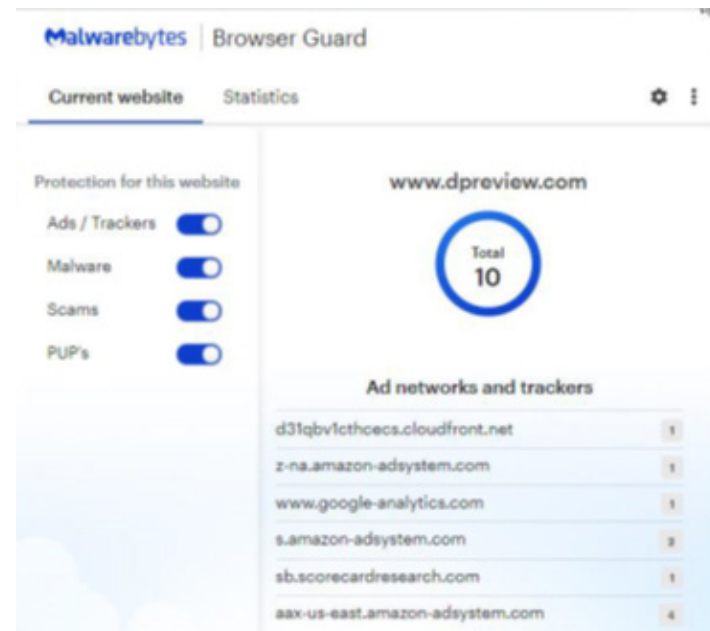 Malwarebytes | Browser Guard
Current website Statistics
Protection for this website
Ads / Trackers
Malware
Scams
PUP's
www.dpreview.com
Total
10
Ad networks and trackers
d31qbv1cthcecs.cloudfront.net 1
z-na.amazon-adsystem.com 1
www.google-analytics.com 1
s.amazon-adsystem.com
sb.scorecardresearch.com 1
aax-us-east.amazon-adsystem.com 4